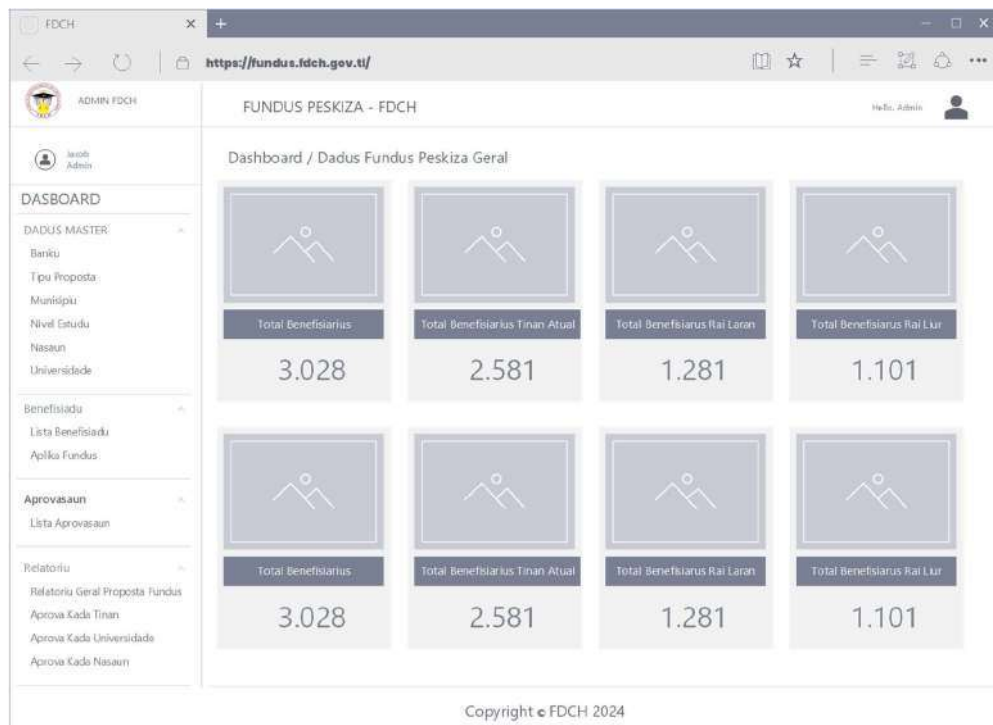 FDCH
https://fundus.fdch.gov.tl/
ADMIN FDCH
FUNDUS PESKIZA - FDCH
Hello, Admin
Jacob
Admin
Dashboard / Dadus Fundus Peskiza Geral
DASBOARD
DADUS MASTER
Banku
Tipu Proposta
Munisipiu
Nivel Estudu
Nasaun
Universidade
Benefisiadu
Lista Benefisiadu
Aplika Fundus
Aprovasaun
Lista Aprovasaun
Relatoriu
Relatoriu Geral Proposta Fundus
Aprova Kada Tinan
Aprova Kada Universidade
Aprova Kada Nasaun
Total Benefisiarius
Total Benefisiarius Tinan Atual
Total Benefisiarus Rai Laran
Total Benefisiarus Rai Liur
3.028
2.581
1.281
1.101
Total Benefisiarius
Total Benefisiarius Tinan Atual
Total Benefisiarus Rai Laran
Total Benefisiarus Rai Liur
3.028
2.581
1.281
1.101
Copyright © FDCH 2024